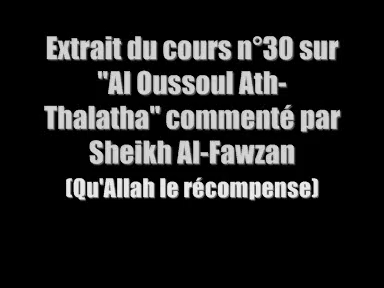 Extrait du cours n°30 sur
"Al Oussoul Ath-
Thalatha" commenté par
Sheikh Al-Fawzan
(Qu'Allah le récompense)